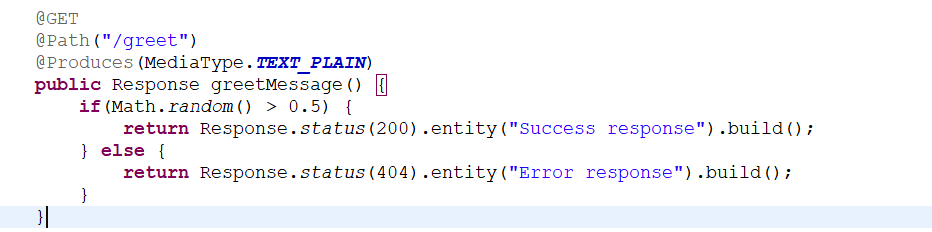 @GET
@Path("/greet")
@Produces(MediaType.TEXT_PLAIN)
public Response greetMessage() {
    if(Math.random() > 0.5) {
        return Response.status(200).entity("Success response").build();
    } else {
        return Response.status(404).entity("Error response").build();
    }
}